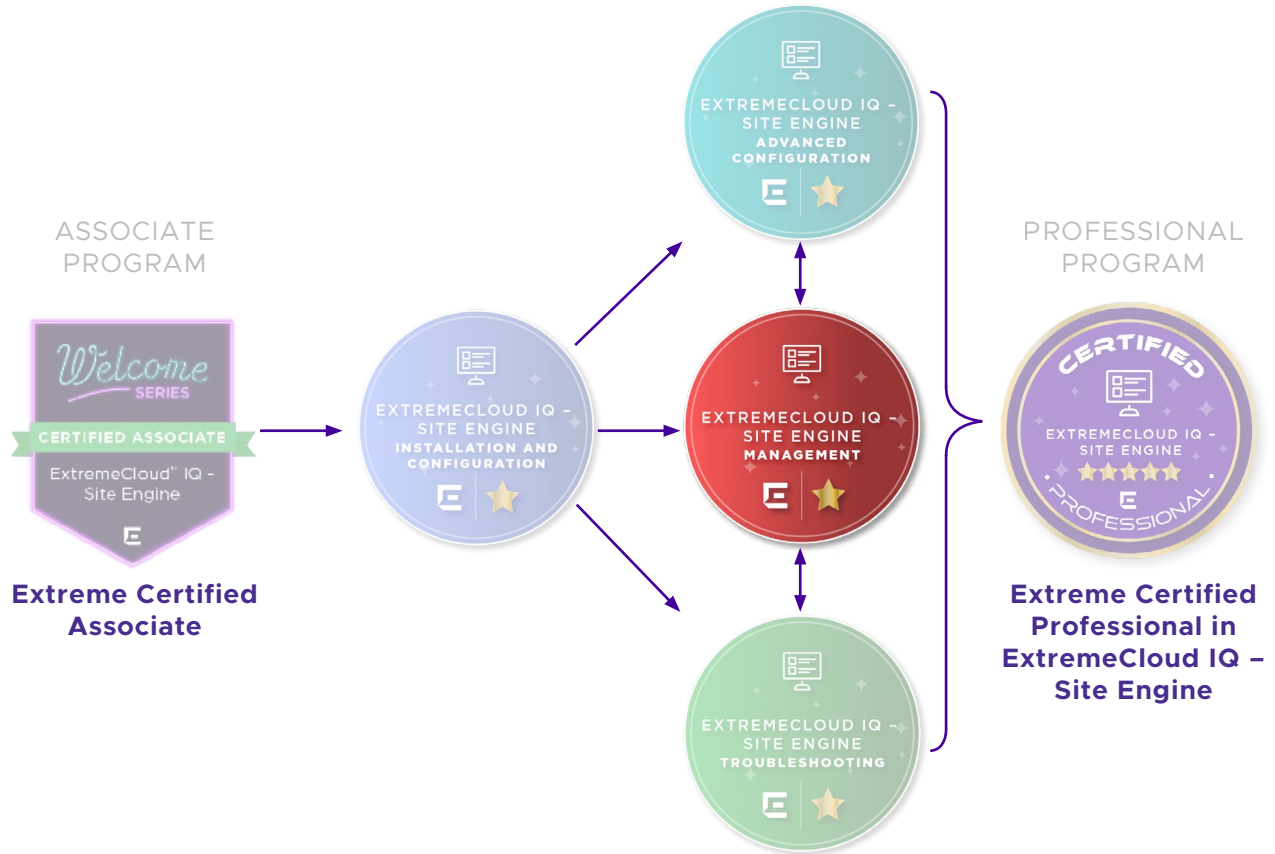 ASSOCIATE
PROGRAM
Welcome
SERIES
CERTIFIED ASSOCIATE
ExtremeCloud™ IQ –
Site Engine
Extreme Certified
Associate
EXTREMECLOUD IQ –
SITE ENGINE
INSTALLATION AND
CONFIGURATION
EXTREMECLOUD IQ –
SITE ENGINE
ADVANCED
CONFIGURATION
EXTREMECLOUD IQ –
SITE ENGINE
MANAGEMENT
EXTREMECLOUD IQ –
SITE ENGINE
TROUBLESHOOTING
PROFESSIONAL
PROGRAM
CERTIFIED
EXTREMECLOUD IQ –
SITE ENGINE
PROFESSIONAL
Extreme Certified
Professional in
ExtremeCloud IQ –
Site Engine